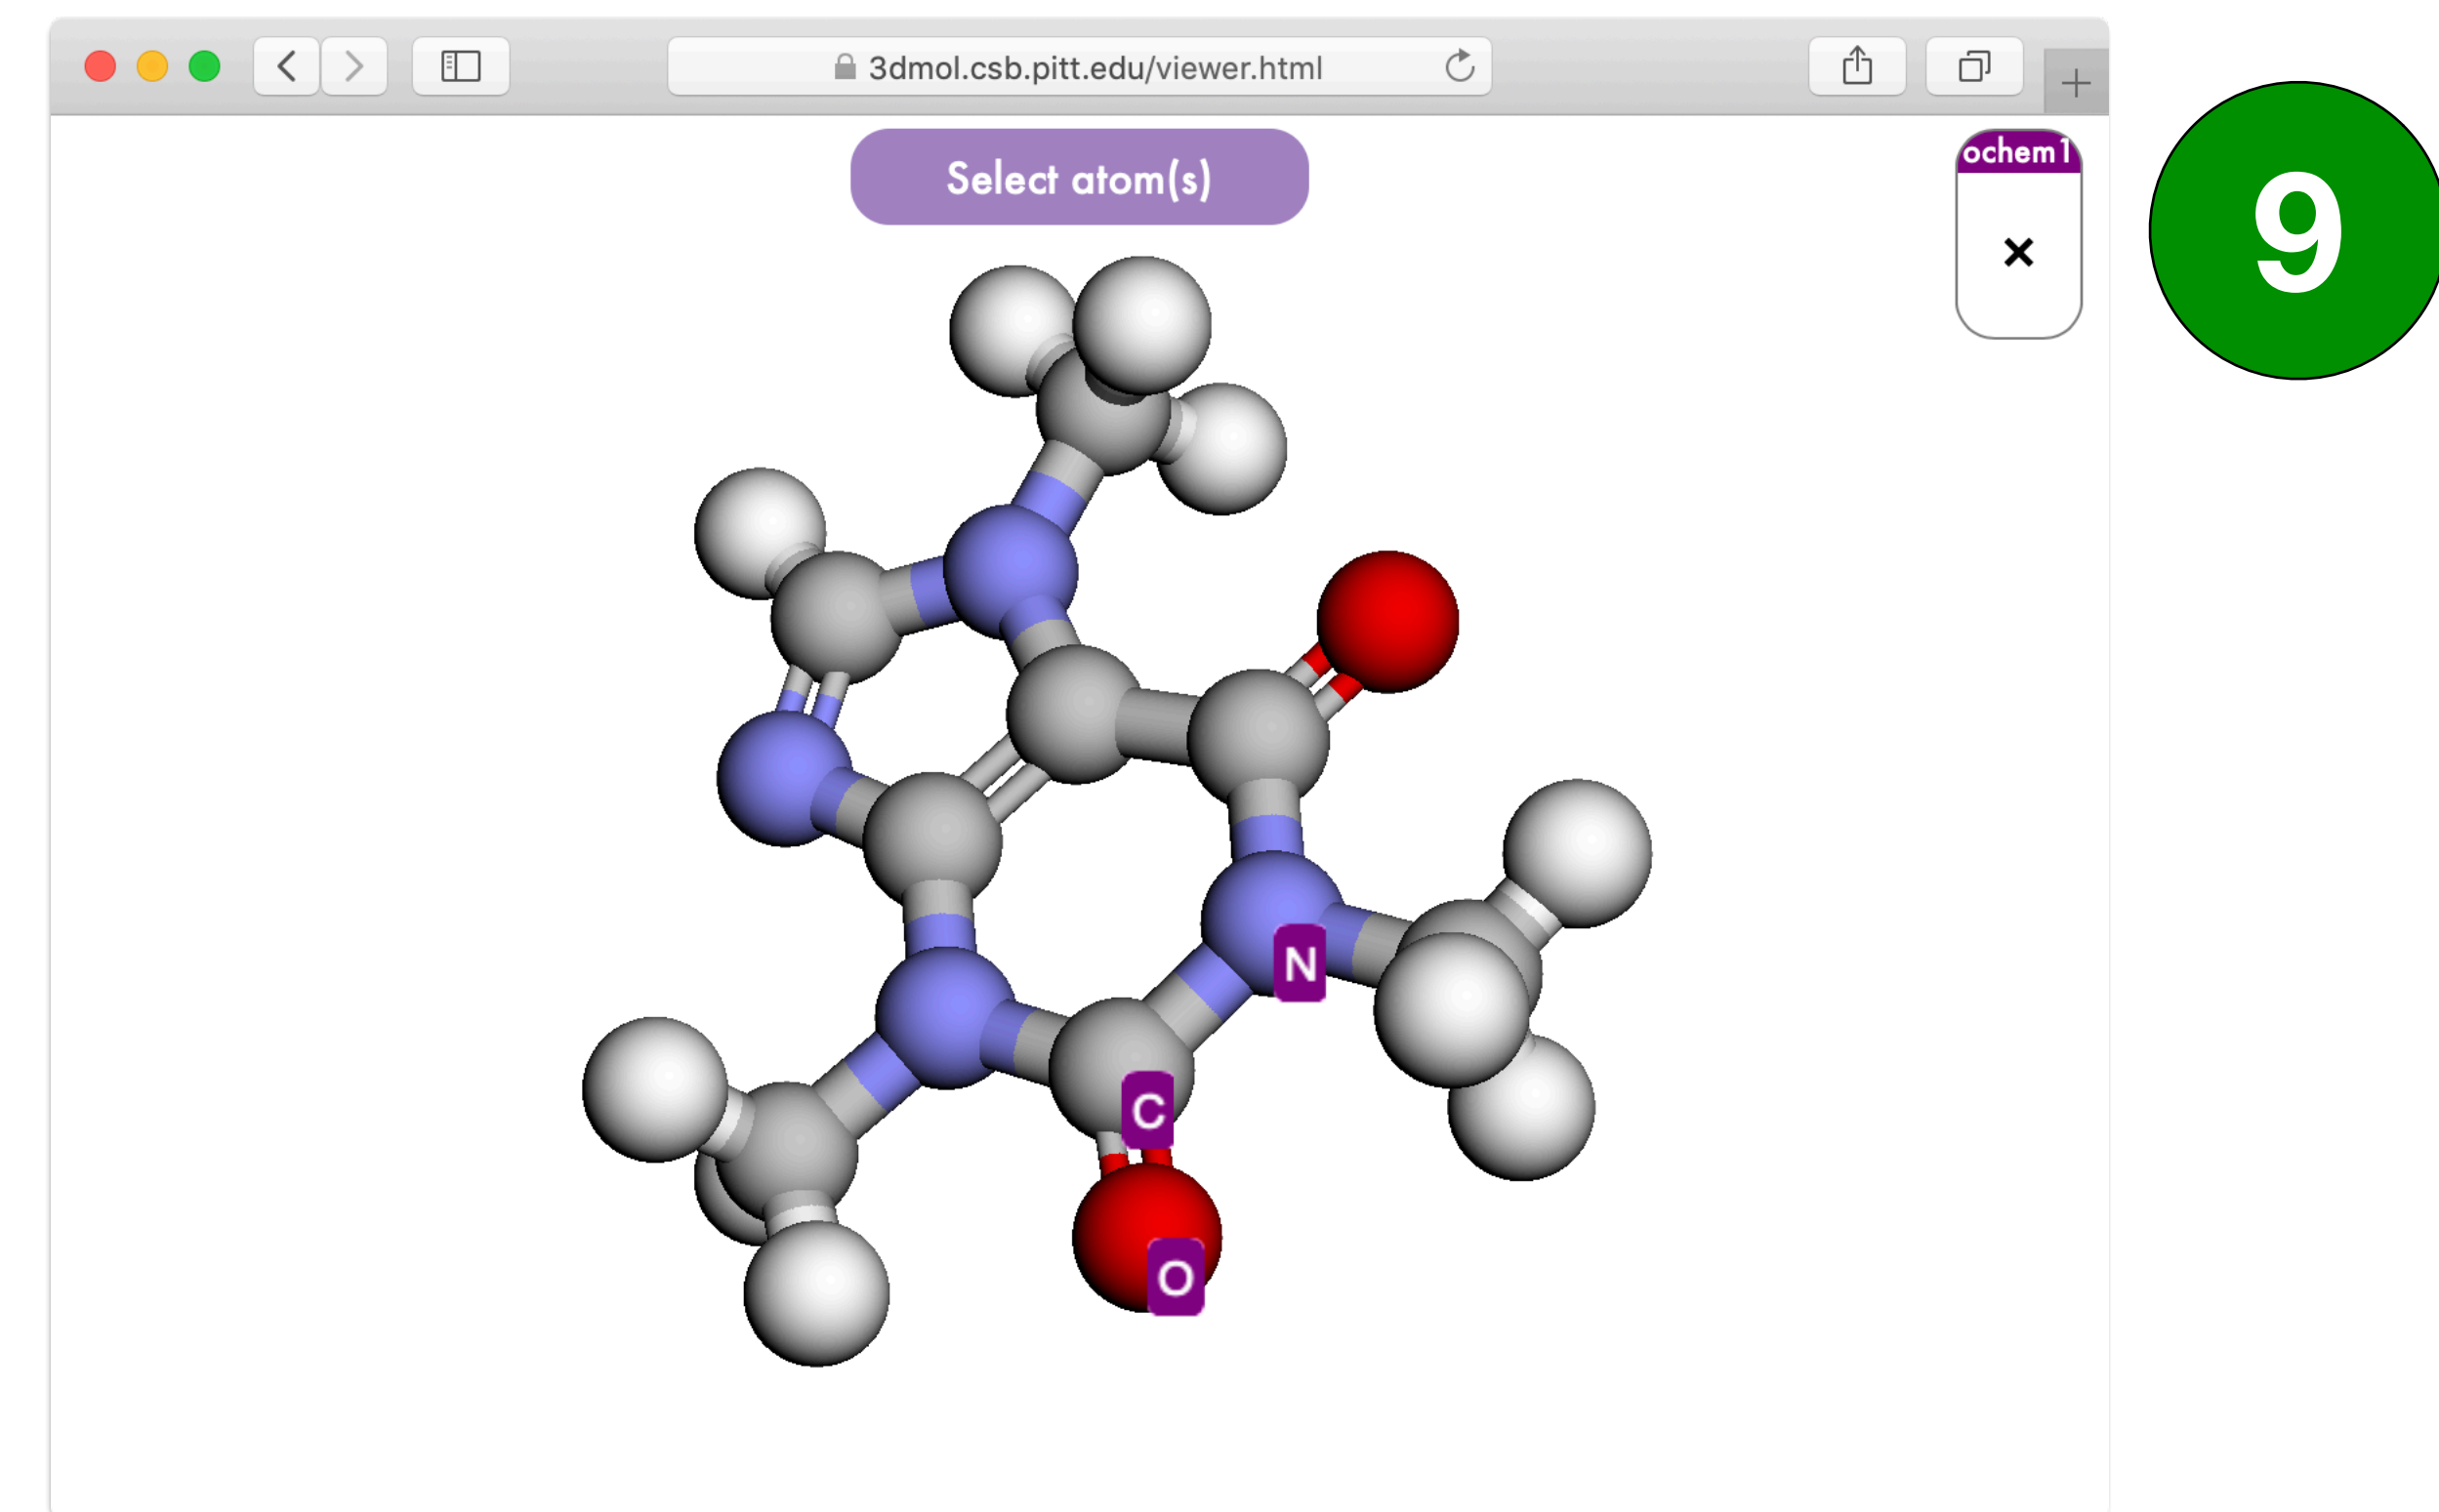 3dmol.csb.pitt.edu/viewer.html
Select atom(s)
ochem1
×
9
N
C
O